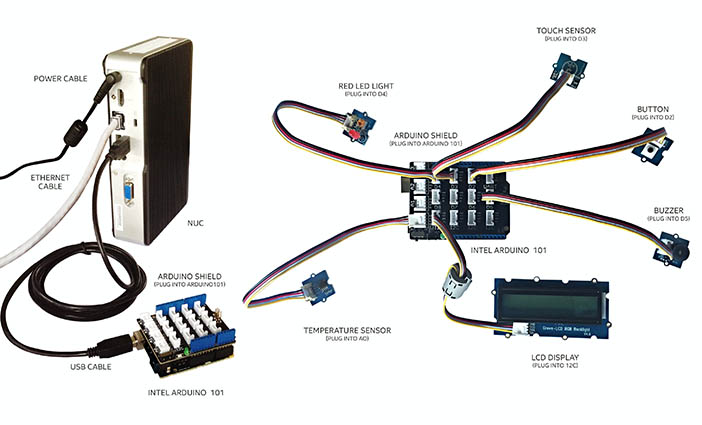 POWER CABLE
ETHERNET
CABLE
NUC
ARDUINO SHIELD
(PLUG INTO ARDUINO101)
USB CABLE
INTEL ARDUINO 101
TOUCH SENSOR
(PLUG INTO D3)
RED LED LIGHT
(PLUG INTO D4)
ARDUINO SHIELD
(PLUG INTO ARDUINO 101)
BUTTON
(PLUG INTO D2)
BUZZER
(PLUG INTO D5)
INTEL ARDUINO 101
TEMPERATURE SENSOR
(PLUG INTO A0)
Grove-LCD RGB Backlight
LCD DISPLAY
(PLUG INTO 12C)